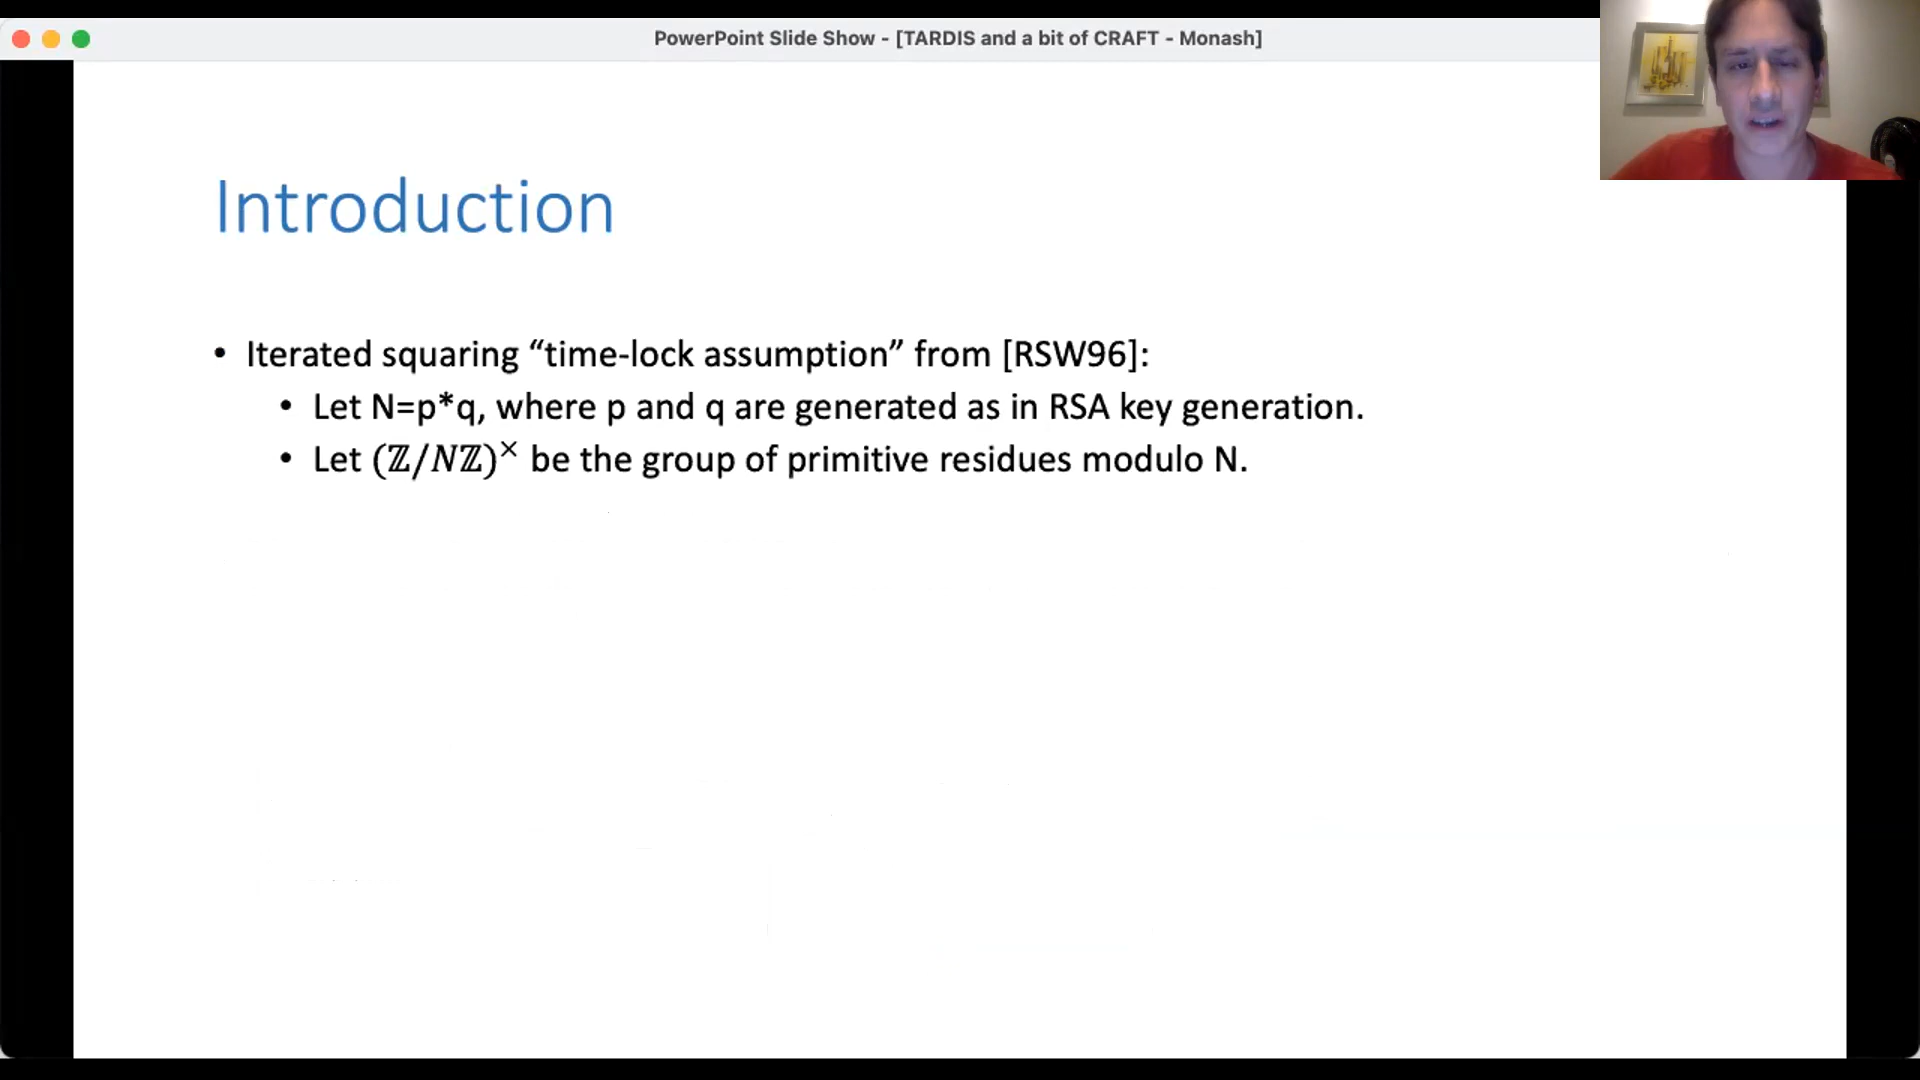 PowerPoint Slide Show - [TARDIS and a bit of CRAFT - Monash]
Introduction
• Iterated squaring “time-lock assumption” from [RSW96]:
• Let N=p*q, where p and q are generated as in RSA key generation.
• Let (ℤ/Nℤ)^× be the group of primitive residues modulo N.